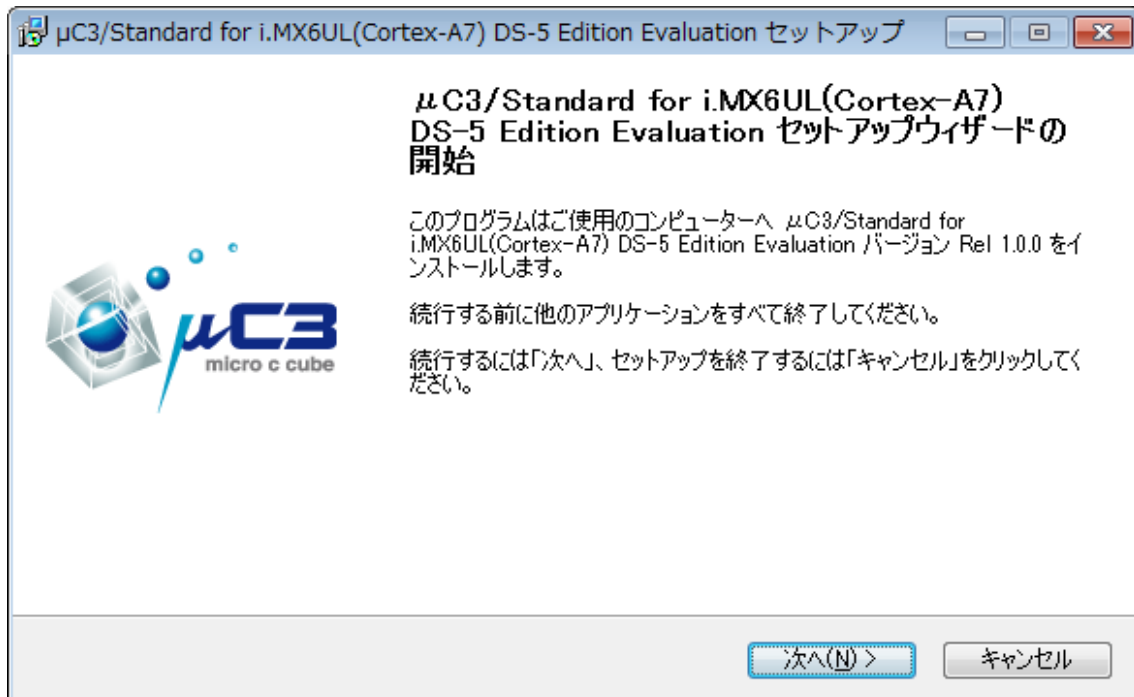 µC3/Standard for i.MX6UL(Cortex-A7) DS-5 Edition Evaluation セットアップ
μC3/Standard for i.MX6UL(Cortex-A7)
DS-5 Edition Evaluation セットアップウィザードの
開始
このプログラムはご使用のコンピューターへ μC3/Standard for
i.MX6UL(Cortex-A7) DS-5 Edition Evaluation バージョン Rel 1.0.0 をイ
ンストールします。
続行する前に他のアプリケーションをすべて終了してください。
続行するには「次へ」、セットアップを終了するには「キャンセル」をクリックしてく
ださい。
μC3
micro c cube
次へ(N) >
キャンセル